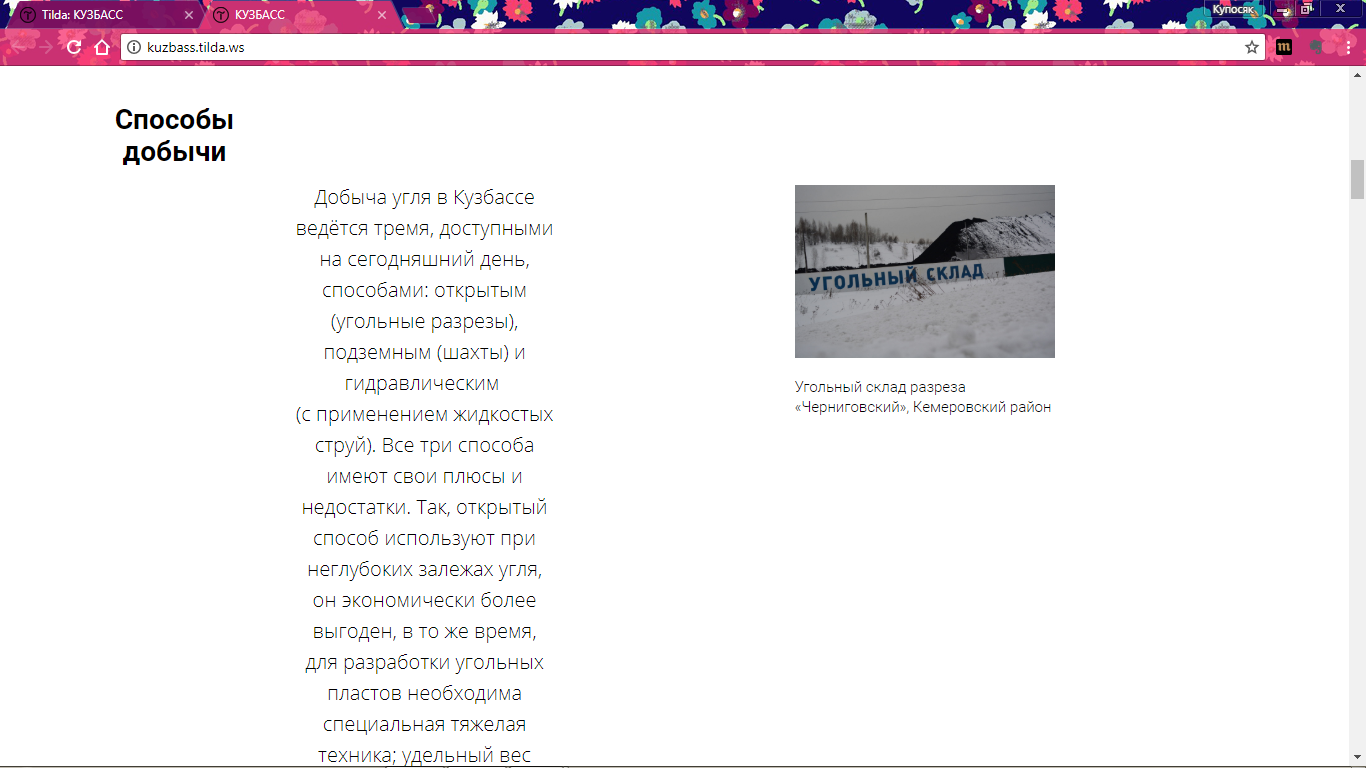 Tilda: КУЗБАСС
КУЗБАСС
Купосяк
kuzbass.tilda.ws
Способы
добычи
Добыча угля в Кузбассе
ведётся тремя, доступными
на сегодняшний день,
способами: открытым
(угольные разрезы),
подземным (шахты) и
гидравлическим
(с применением жидкостых
струй). Все три способа
имеют свои плюсы и
недостатки. Так, открытый
способ используют при
неглубоких залежах угля,
он экономически более
выгоден, в то же время,
для разработки угольных
пластов необходима
специальная тяжелая
техника; удельный вес
УГОЛЬНЫЙ СКЛАД
Угольный склад разреза
«Черниговский», Кемеровский район